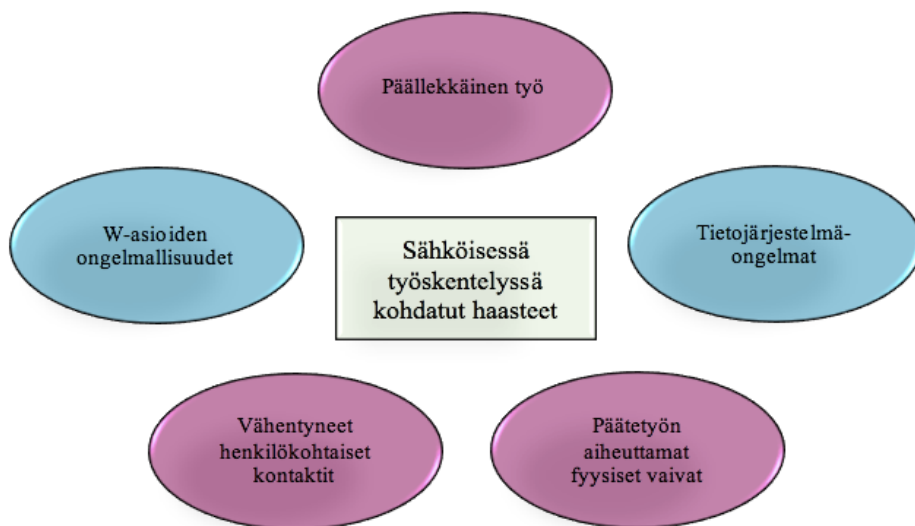 Päällekkäinen työ
W-asioiden
ongelmallisuudet
Sähköisessä
työskentelyssä
kohdatut haasteet
Tietojärjestelmä-
ongelmat
Vähentyneet
henkilökohtaiset
kontaktit
Päätetyön
aiheuttamat
fyysiset vaivat